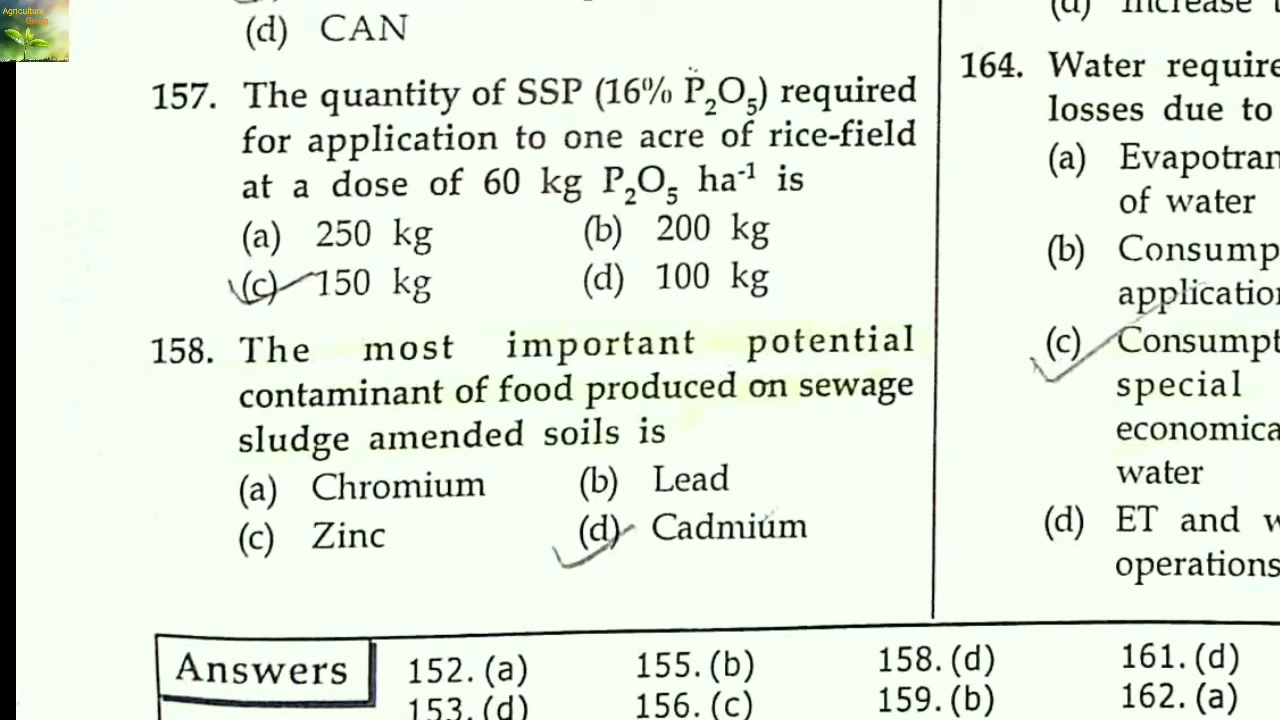 Agriculture
Group
(d) CAN
157. The quantity of SSP (16% P₂O₅) required
for application to one acre of rice-field
at a dose of 60 kg P₂O₅ ha⁻¹ is
(a) 250 kg (b) 200 kg
(c) 150 kg (d) 100 kg
158. The most important potential
contaminant of food produced on sewage
sludge amended soils is
(a) Chromium (b) Lead
(c) Zinc (d) Cadmium
(d) Increase
164. Water require
losses due to
(a) Evapotran
of water
(b) Consump
application
(c) Consumpt
special
economica
water
(d) ET and w
operations
Answers
152. (a) 155. (b) 158. (d) 161. (d)
153. (d) 156. (c) 159. (b) 162. (a)